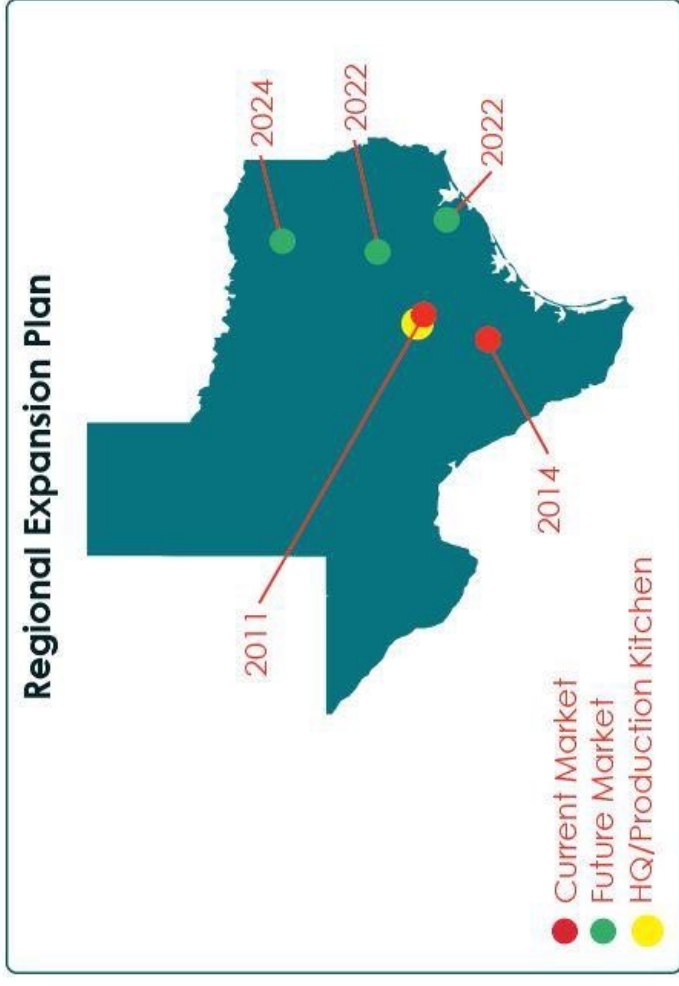 Regional Expansion Plan
2024
2022
2022
2011
2014
Current Market
Future Market
HQ/Production Kitchen